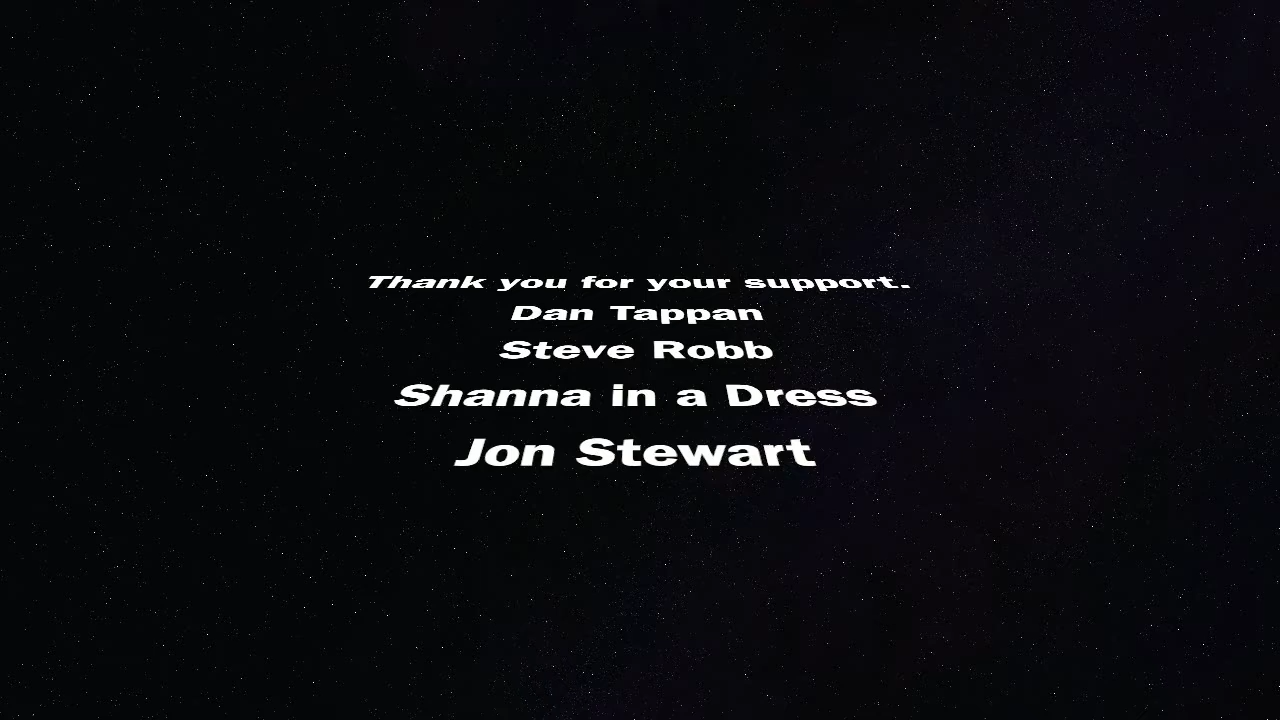 Thank you for your support.
Dan Tappan
Steve Robb
Shanna in a Dress
Jon Stewart